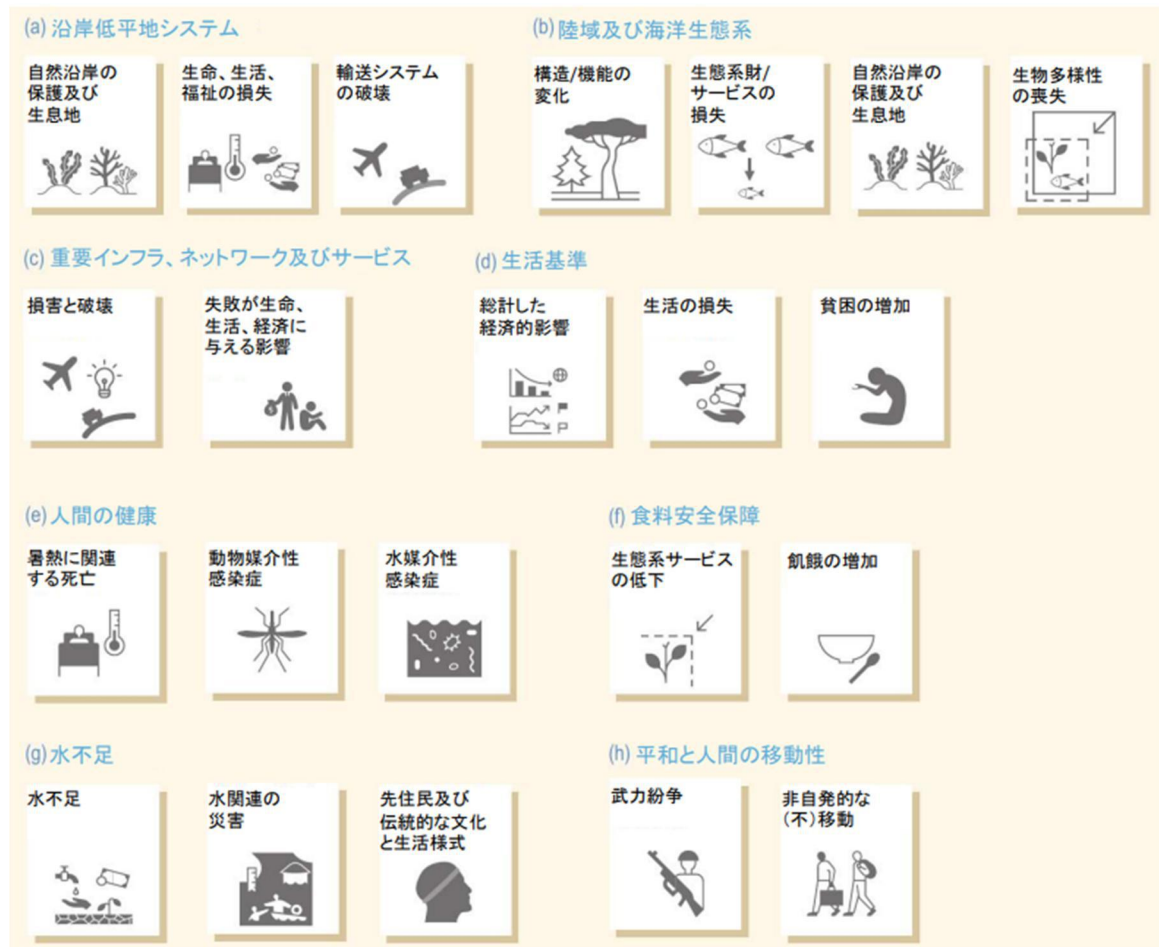 (a) 沿岸低平地システム
自然沿岸の
保護及び
生息地
生命、生活、
福祉の損失
輸送システム
の破壊
(b) 陸域及び海洋生態系
構造/機能の
変化
生態系財/
サービスの
損失
自然沿岸の
保護及び
生息地
生物多様性
の喪失
(c) 重要インフラ、ネットワーク及びサービス
損害と破壊
失敗が生命、
生活、経済に
与える影響
(d) 生活基準
総計した
経済的影響
生活の損失
貧困の増加
(e) 人間の健康
暑熱に関連
する死亡
動物媒介性
感染症
水媒介性
感染症
(f) 食料安全保障
生態系サービス
の低下
飢餓の増加
(g) 水不足
水不足
水関連の
災害
先住民及び
伝統的な文化
と生活様式
(h) 平和と人間の移動性
武力紛争
非自発的な
(不)移動